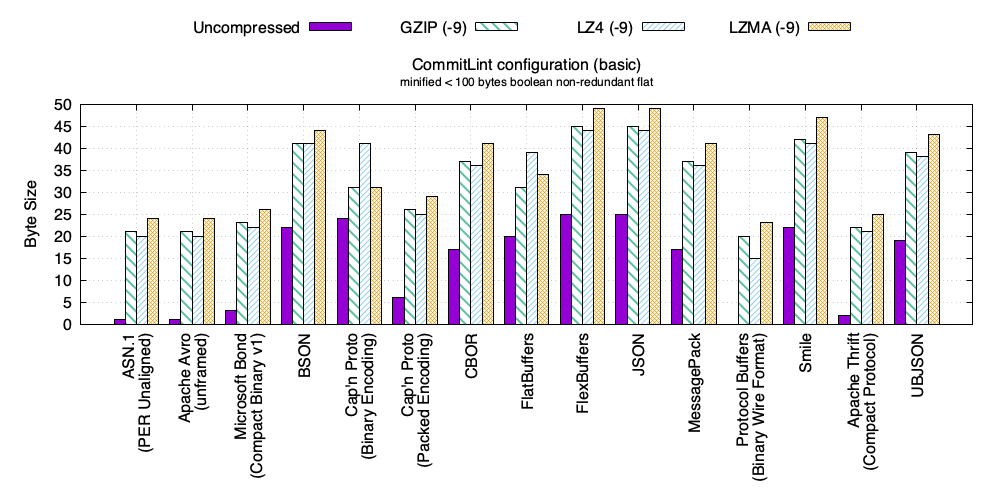 Uncompressed GZIP (-9) LZ4 (-9) LZMA (-9)
CommitLint configuration (basic)
minified < 100 bytes boolean non-redundant flat
Byte Size
50
45
40
35
30
25
20
15
10
5
0
ASN.1
(PER Unaligned)
Apache Avro
(unframed)
Microsoft Bond
(Compact Binary v1)
BSON
Cap'n Proto
(Binary Encoding)
Cap'n Proto
(Packed Encoding)
CBOR
FlatBuffers
FlexBuffers
JSON
MessagePack
Protocol Buffers
(Binary Wire Format)
Smile
Apache Thrift
(Compact Protocol)
UBJSON